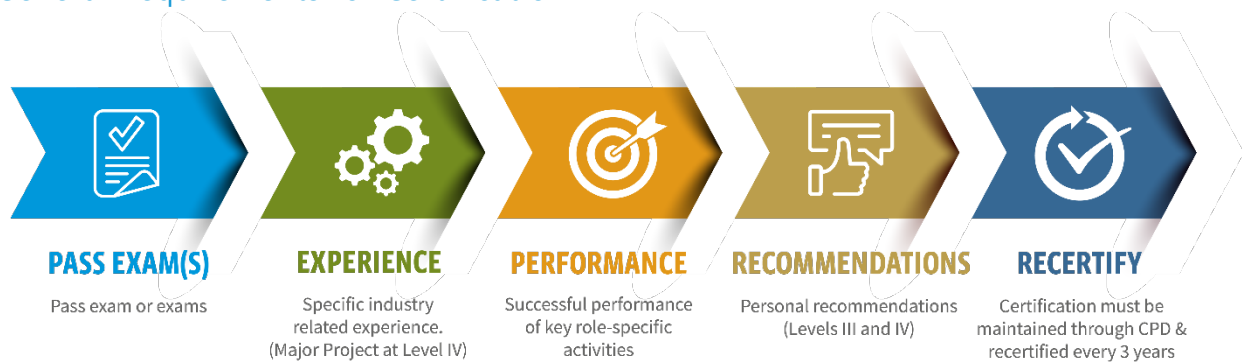 PASS EXAM(S)
Pass exam or exams
EXPERIENCE
Specific industry
related experience.
(Major Project at Level IV)
PERFORMANCE
Successful performance
of key role-specific
activities
RECOMMENDATIONS
Personal recommendations
(Levels III and IV)
RECERTIFY
Certification must be
maintained through CPD &
recertified every 3 years